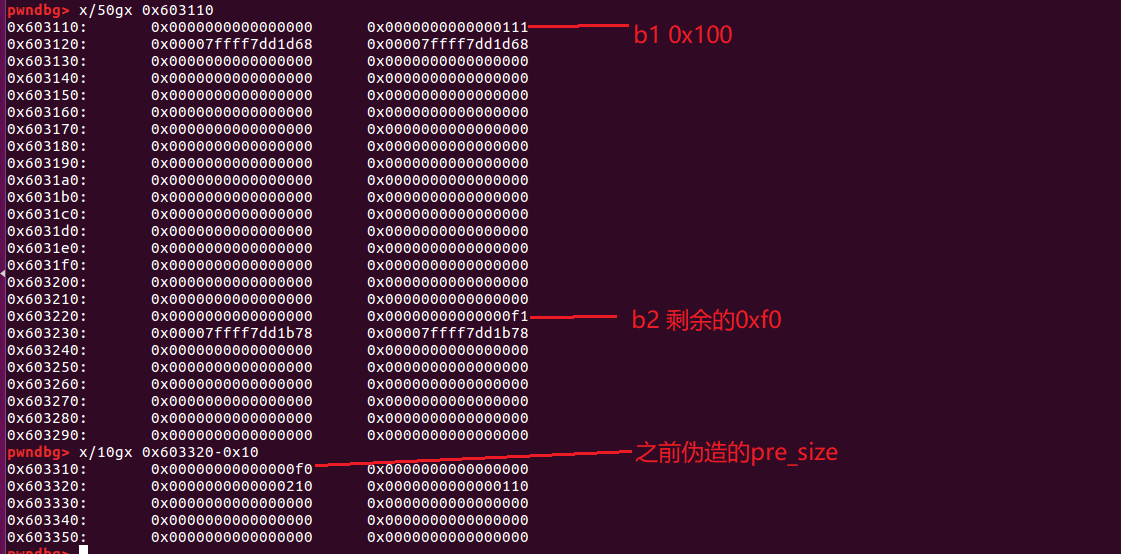 pwndbg> x/50gx 0x603110
0x603110: 0x0000000000000000 0x0000000000000111 b1 0x100
0x603120: 0x00007ffff7dd1d68 0x00007ffff7dd1d68
0x603130: 0x0000000000000000 0x0000000000000000
0x603140: 0x0000000000000000 0x0000000000000000
0x603150: 0x0000000000000000 0x0000000000000000
0x603160: 0x0000000000000000 0x0000000000000000
0x603170: 0x0000000000000000 0x0000000000000000
0x603180: 0x0000000000000000 0x0000000000000000
0x603190: 0x0000000000000000 0x0000000000000000
0x6031a0: 0x0000000000000000 0x0000000000000000
0x6031b0: 0x0000000000000000 0x0000000000000000
0x6031c0: 0x0000000000000000 0x0000000000000000
0x6031d0: 0x0000000000000000 0x0000000000000000
0x6031e0: 0x0000000000000000 0x0000000000000000
0x6031f0: 0x0000000000000000 0x0000000000000000
0x603200: 0x0000000000000000 0x0000000000000000
0x603210: 0x0000000000000000 0x0000000000000000
0x603220: 0x0000000000000000 0x00000000000000f1 b2 剩余的0xf0
0x603230: 0x00007ffff7dd1b78 0x00007ffff7dd1b78
0x603240: 0x0000000000000000 0x0000000000000000
0x603250: 0x0000000000000000 0x0000000000000000
0x603260: 0x0000000000000000 0x0000000000000000
0x603270: 0x0000000000000000 0x0000000000000000
0x603280: 0x0000000000000000 0x0000000000000000
0x603290: 0x0000000000000000 0x0000000000000000
pwndbg> x/10gx 0x603320-0x10
0x603310: 0x00000000000000f0 0x0000000000000000 之前伪造的pre_size
0x603320: 0x0000000000000210 0x0000000000000110
0x603330: 0x0000000000000000 0x0000000000000000
0x603340: 0x0000000000000000 0x0000000000000000
0x603350: 0x0000000000000000 0x0000000000000000
pwndbg>